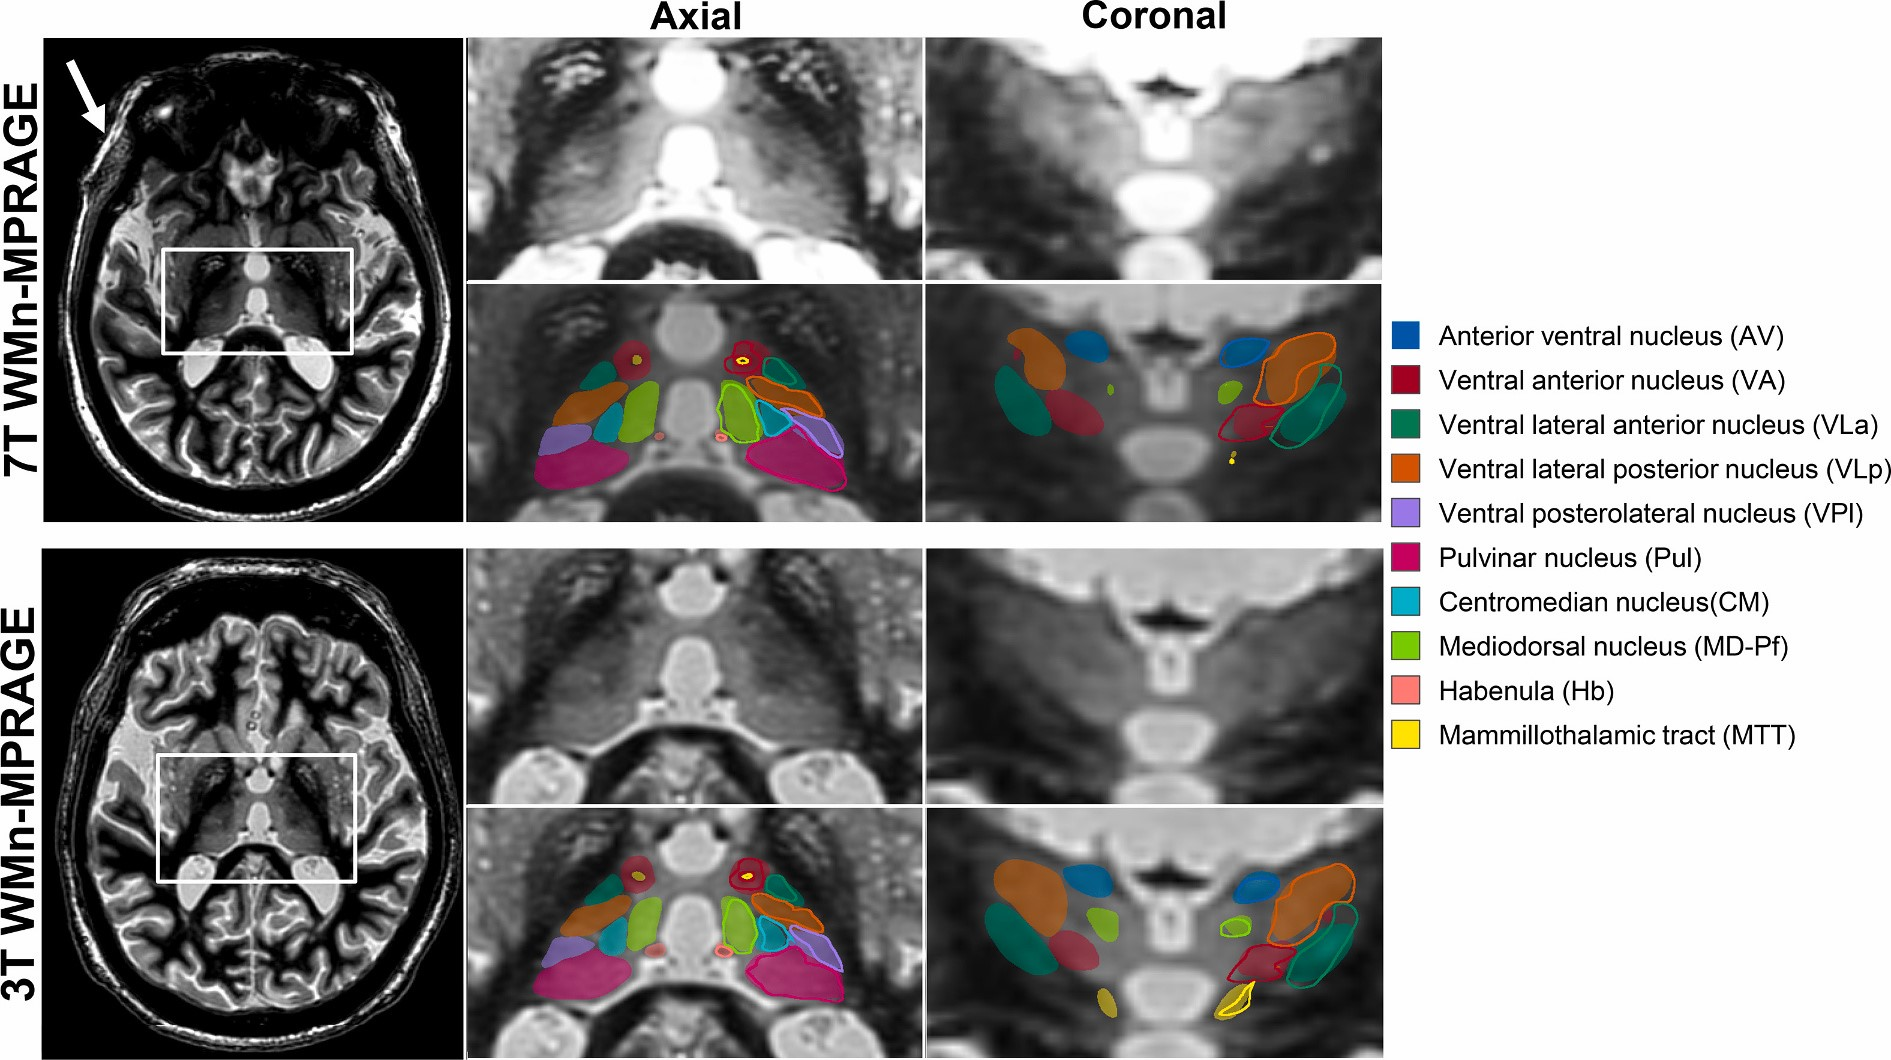 Axial
Coronal
7T WMn-MPRAGE
3T WMn-MPRAGE
Anterior ventral nucleus (AV)
Ventral anterior nucleus (VA)
Ventral lateral anterior nucleus (VLa)
Ventral lateral posterior nucleus (VLp)
Ventral posterolateral nucleus (VPl)
Pulvinar nucleus (Pul)
Centromedian nucleus(CM)
Mediodorsal nucleus (MD-Pf)
Habenula (Hb)
Mammillothalamic tract (MTT)